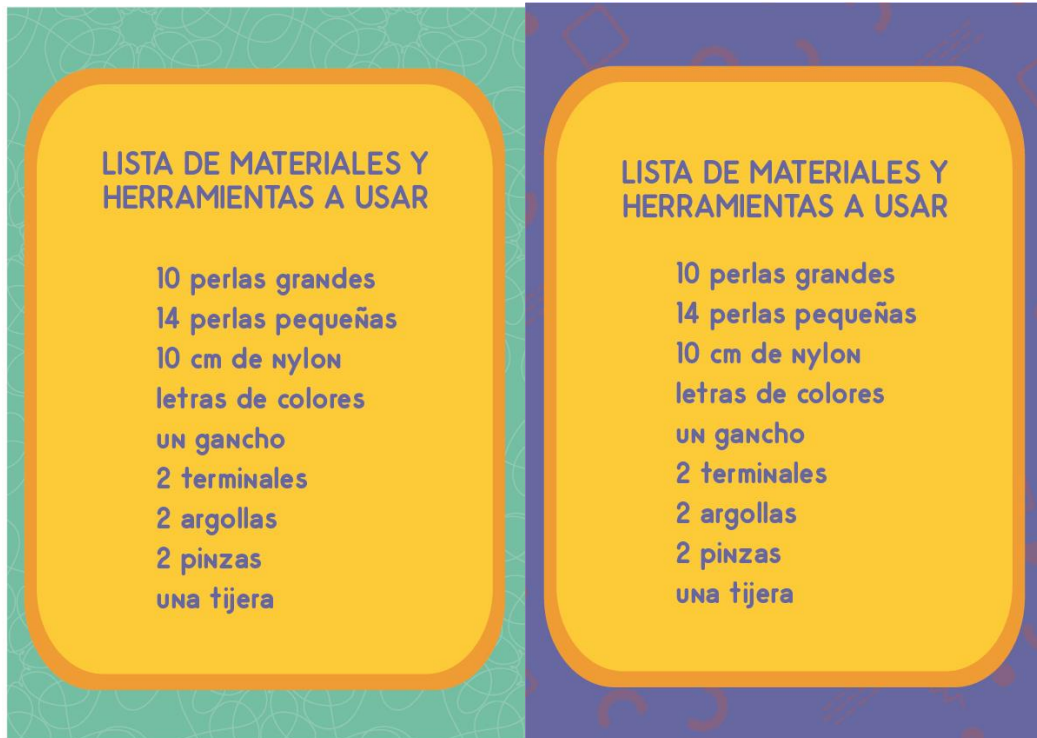 LISTA DE MATERIALES Y
HERRAMIENTAS A USAR
10 perlas grandes
14 perlas pequeñas
10 cm de nylon
letras de colores
un gancho
2 terminales
2 argollas
2 pinzas
una tijera
LISTA DE MATERIALES Y
HERRAMIENTAS A USAR
10 perlas grandes
14 perlas pequeñas
10 cm de nylon
letras de colores
un gancho
2 terminales
2 argollas
2 pinzas
una tijera